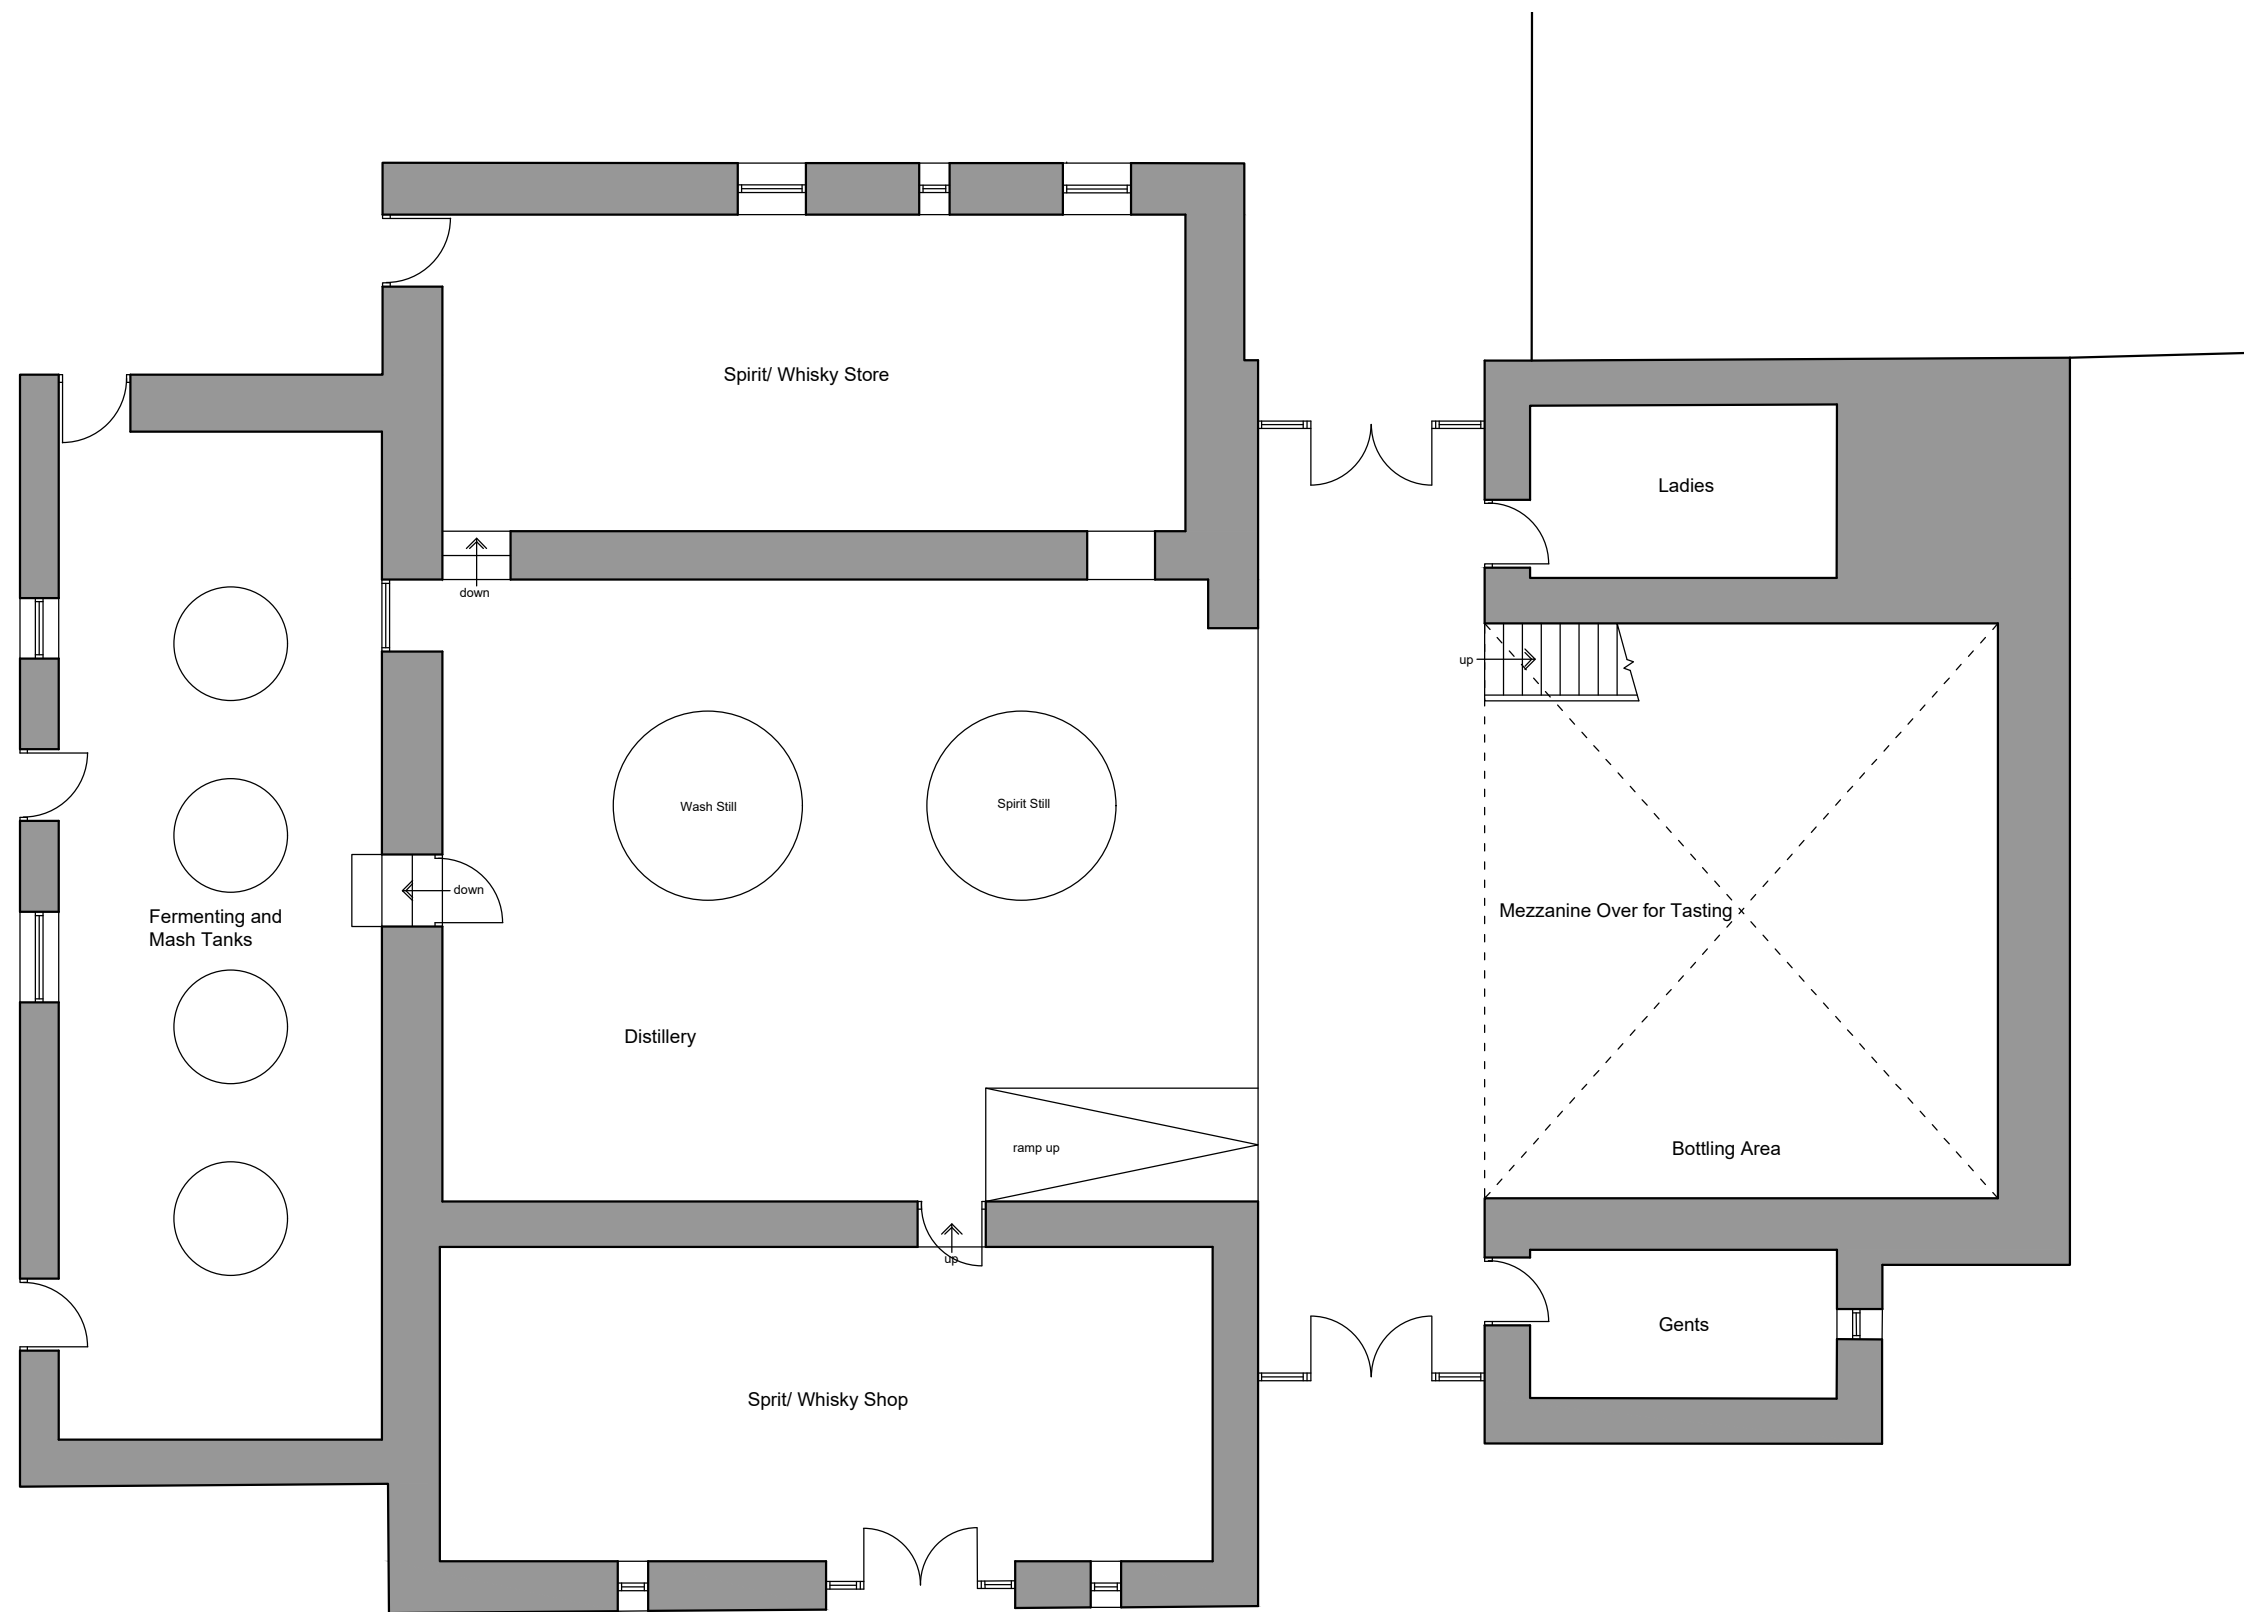 Spirit/ Whisky Store
Ladies
down
up
Wash Still
Spirit Still
down
Fermenting and
Mash Tanks
Mezzanine Over for Tasting
Distillery
ramp up
Bottling Area
up
Gents
Sprit/ Whisky Shop